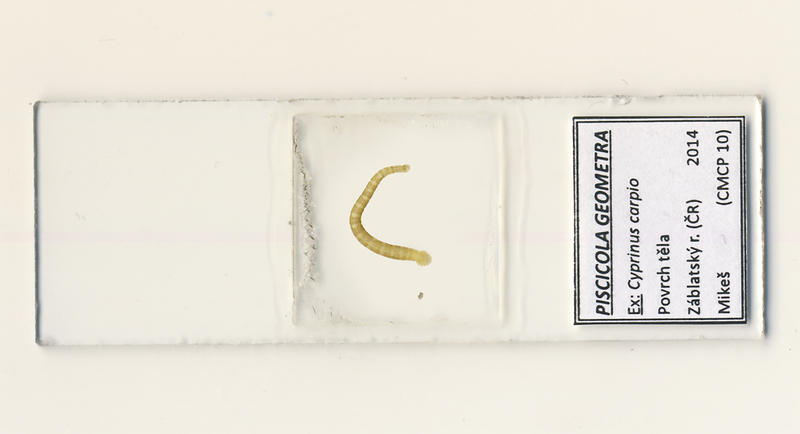 PISCICOLA GEOMETRA
Ex: Cyprinus carpio
Povrch těla
Záblatský r. (ČR) 2014
Mikeš (CMCP 10)